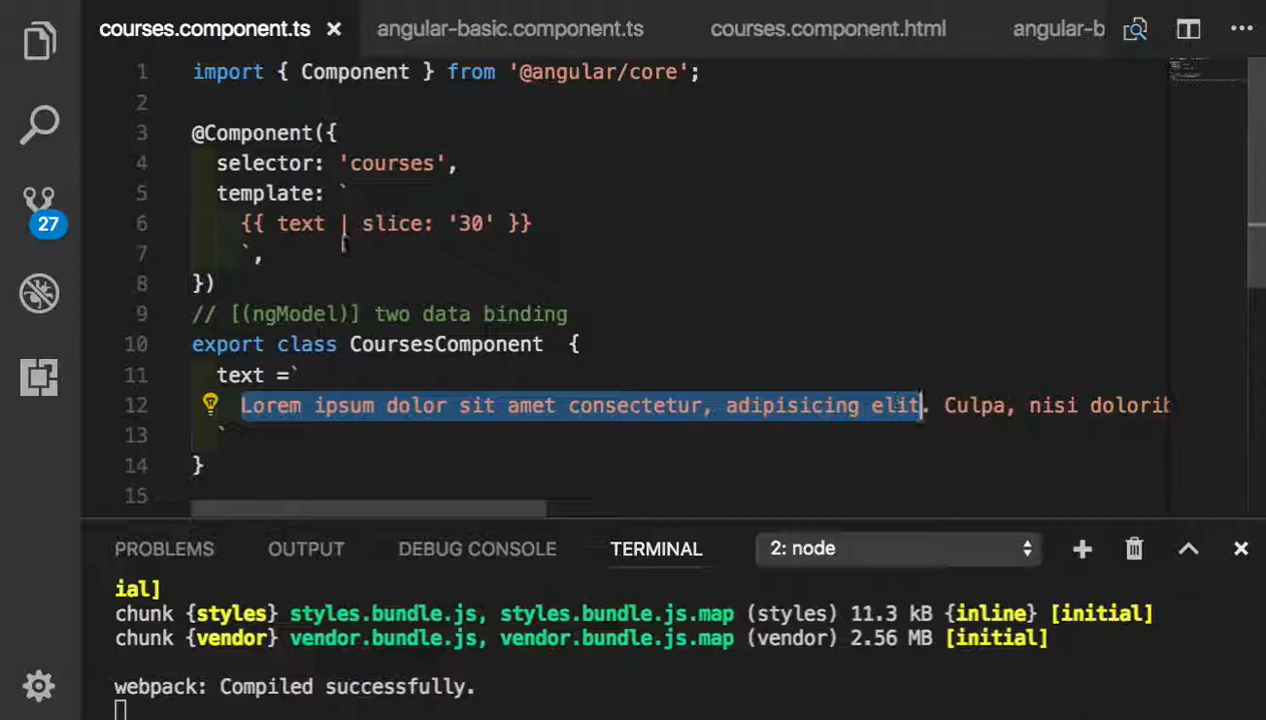 courses.component.ts angular-basic.component.ts courses.component.html angular-b
1 import { Component } from '@angular/core';
2
3 @Component({
4 selector: 'courses',
5 template: `
6 {{ text | slice: '30' }}
7 `,
8 })
9 // [(ngModel)] two data binding
10 export class CoursesComponent {
11 text =`
12 Lorem ipsum dolor sit amet consectetur, adipisicing elit. Culpa, nisi dolorib
13 `
14 }
15
27
PROBLEMS OUTPUT DEBUG CONSOLE TERMINAL 2: node
ial]
chunk {styles} styles.bundle.js, styles.bundle.js.map (styles) 11.3 kB {inline} [initial]
chunk {vendor} vendor.bundle.js, vendor.bundle.js.map (vendor) 2.56 MB [initial]
webpack: Compiled successfully.